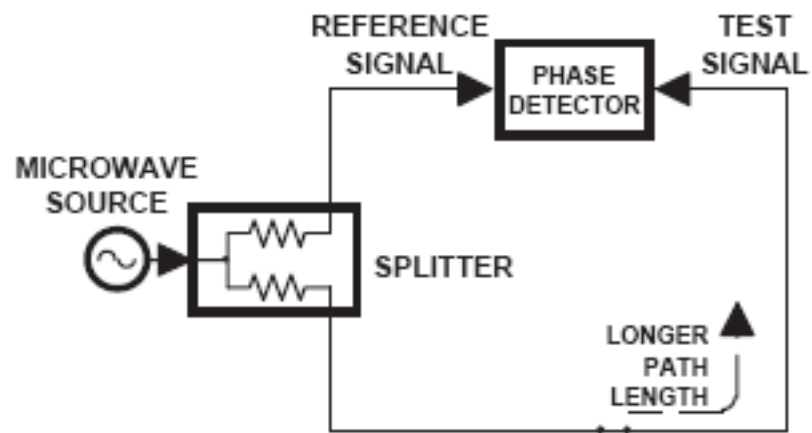 REFERENCE
SIGNAL
PHASE
DETECTOR
TEST
SIGNAL
MICROWAVE
SOURCE
SPLITTER
LONGER
PATH
LENGTH